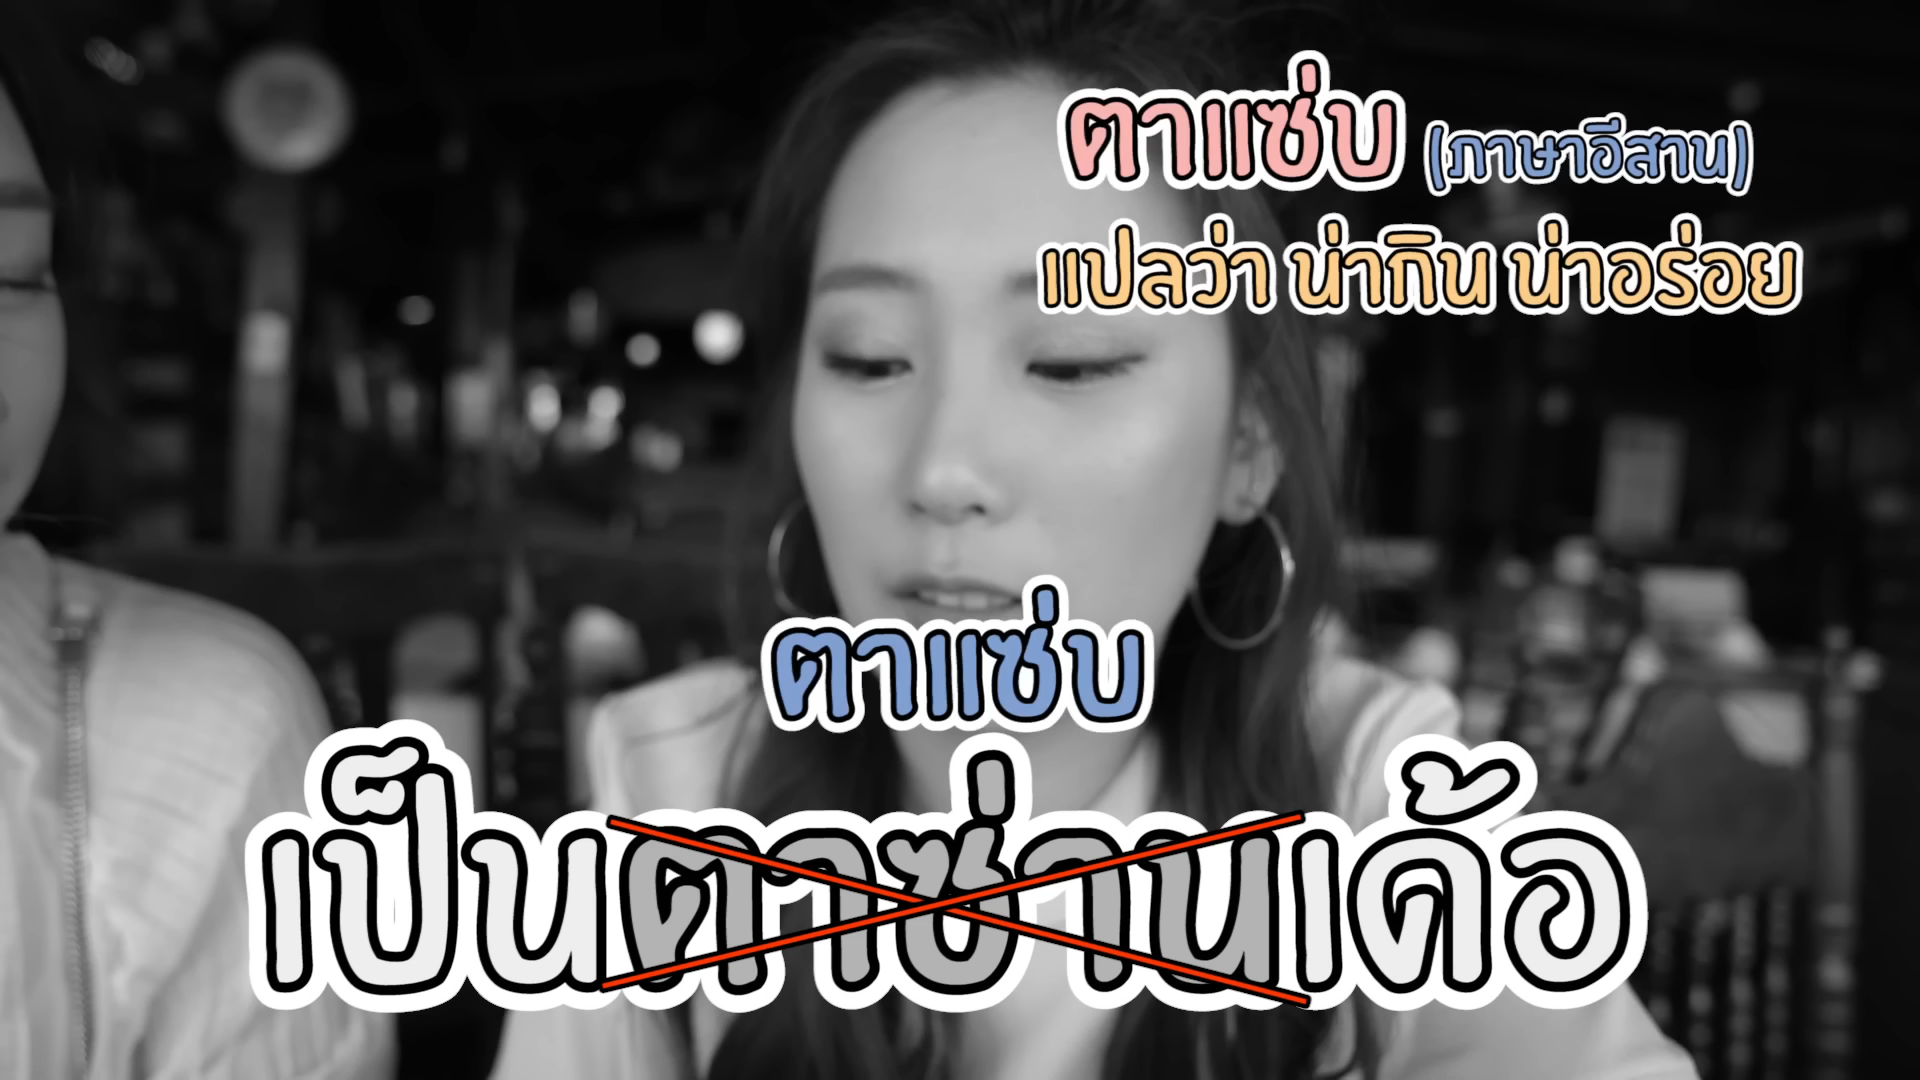 ตาแซ่บ (ภาษาอีสาน)
แปลว่า น่ากิน น่าอร่อย
ตาแซ่บ
เป็นตาซ่านเด้อ